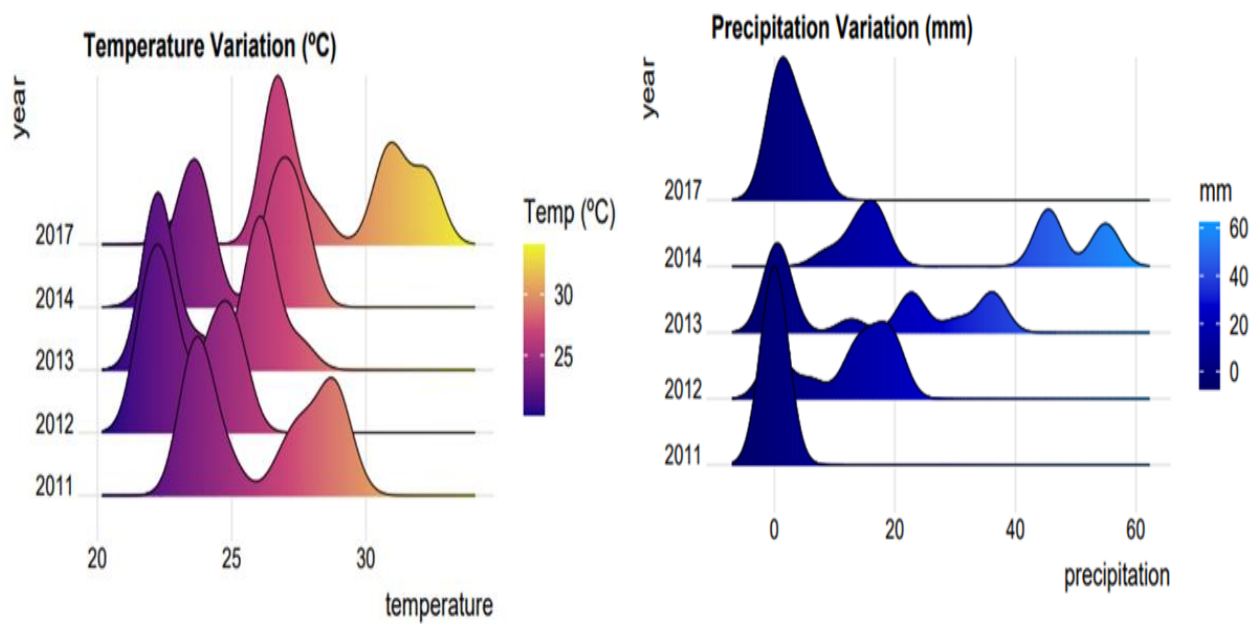 Temperature Variation (ºC)
year
2017
2014
2013
2012
2011
20 25 30
temperature
Temp (ºC)
30
25
Precipitation Variation (mm)
year
2017
2014
2013
2012
2011
0 20 40 60
precipitation
mm
60
40
20
0